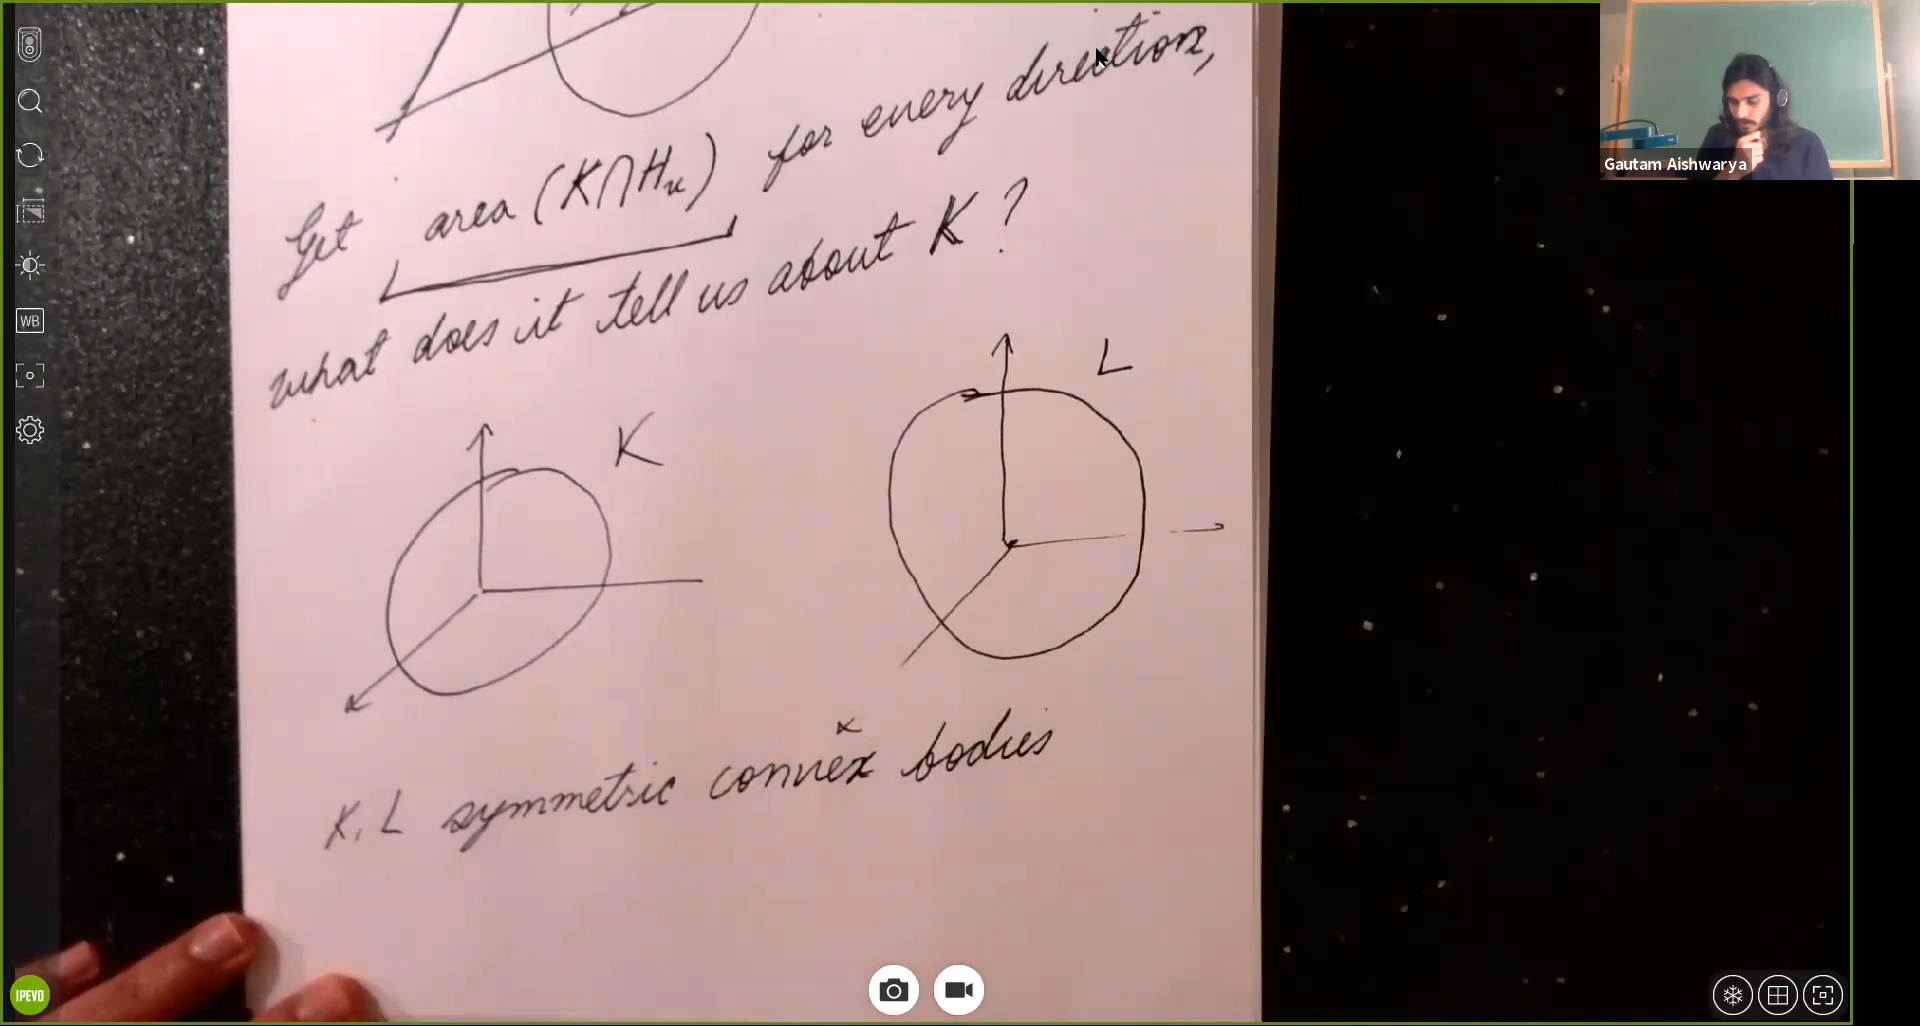 Get area (K∩Hu) for every direction,
what does it tell us about K?
K
L
K, L symmetric convex bodies
Gautam Aishwarya
WB
IPEVO